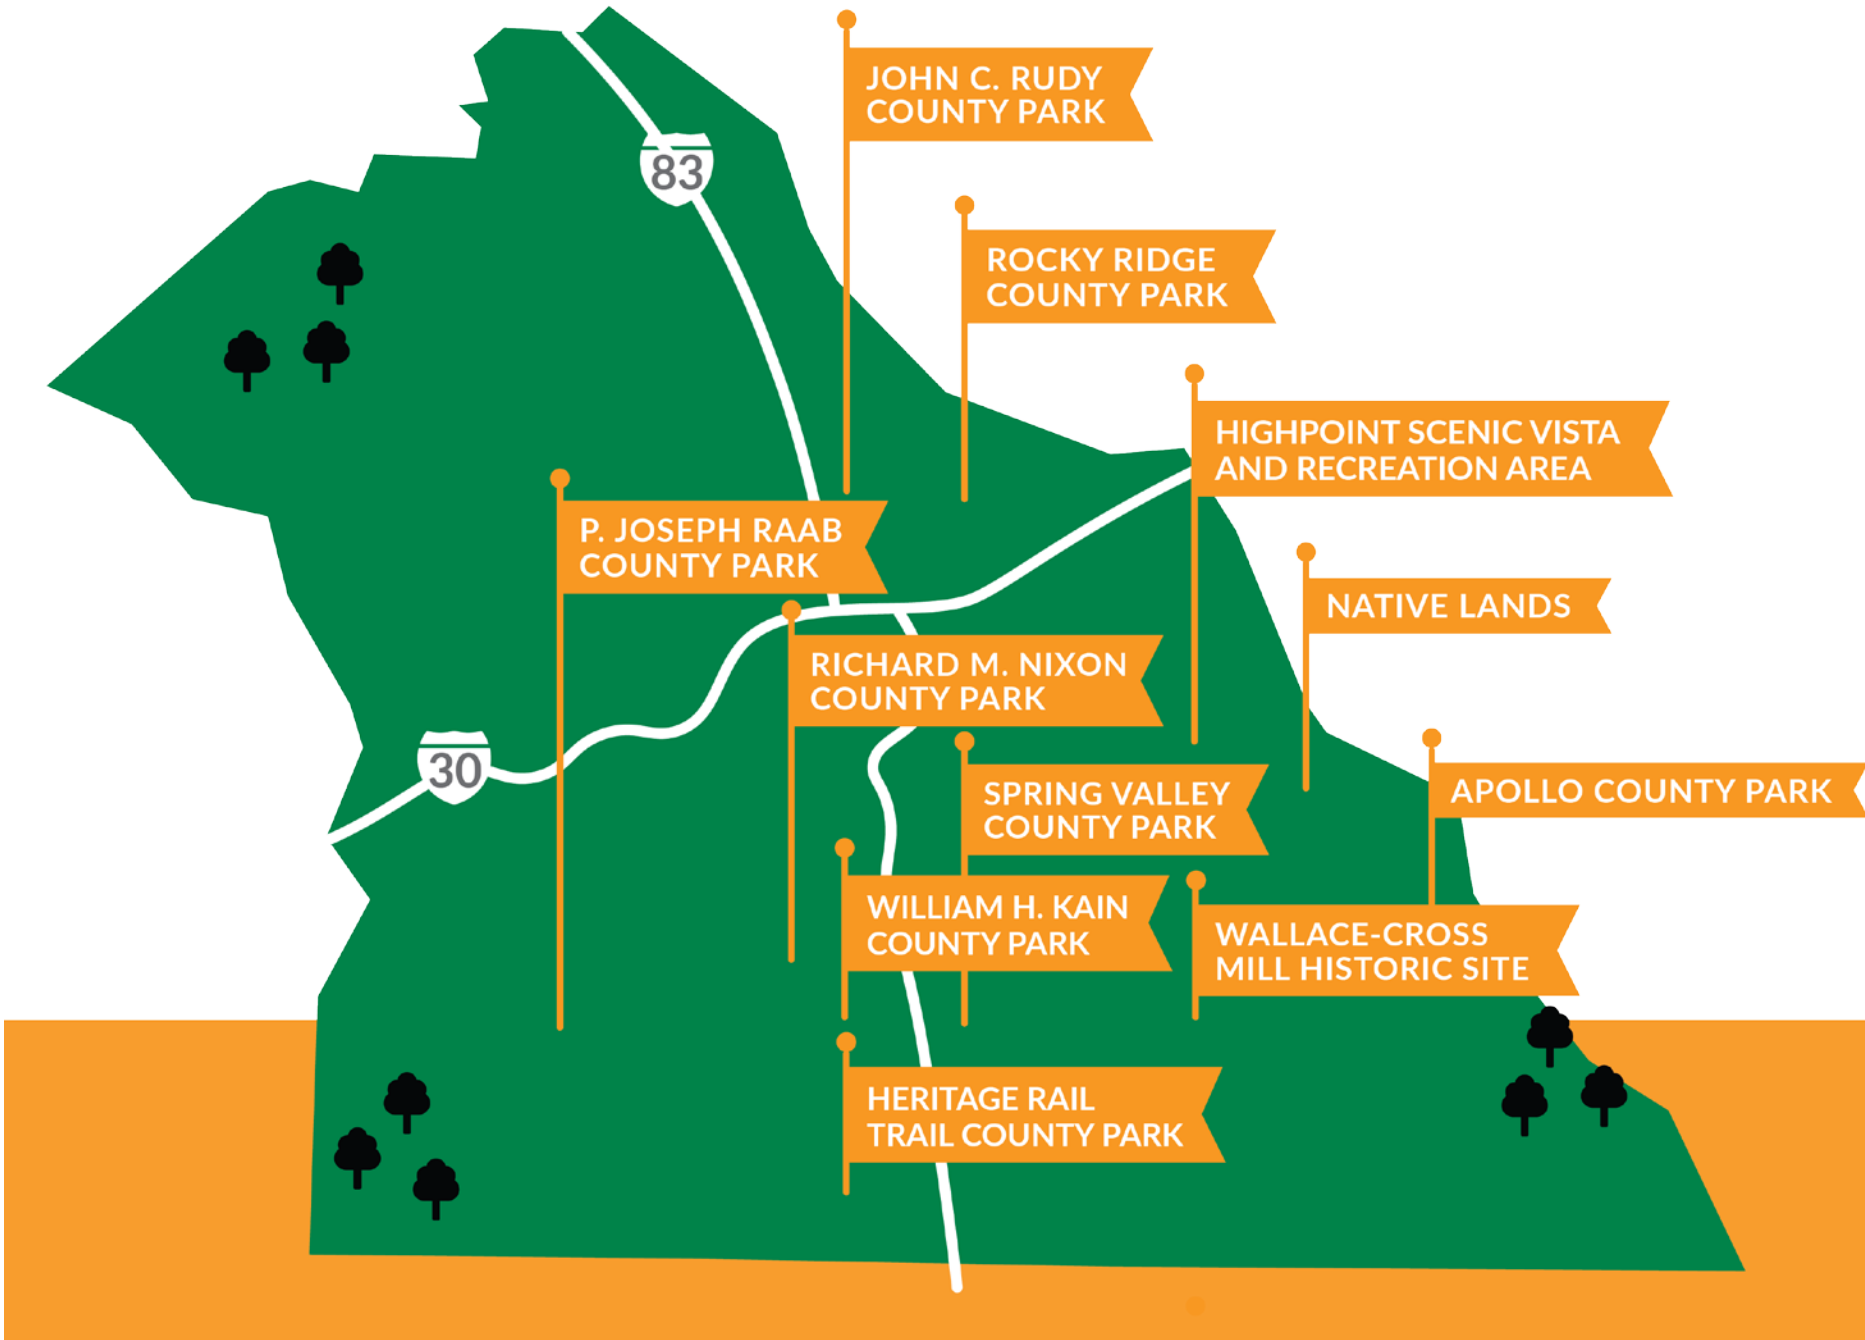 JOHN C. RUDY
COUNTY PARK
83
ROCKY RIDGE
COUNTY PARK
HIGHPOINT SCENIC VISTA
AND RECREATION AREA
P. JOSEPH RAAB
COUNTY PARK
NATIVE LANDS
RICHARD M. NIXON
COUNTY PARK
30
SPRING VALLEY
COUNTY PARK
APOLLO COUNTY PARK
WILLIAM H. KAIN
COUNTY PARK
WALLACE-CROSS
MILL HISTORIC SITE
HERITAGE RAIL
TRAIL COUNTY PARK